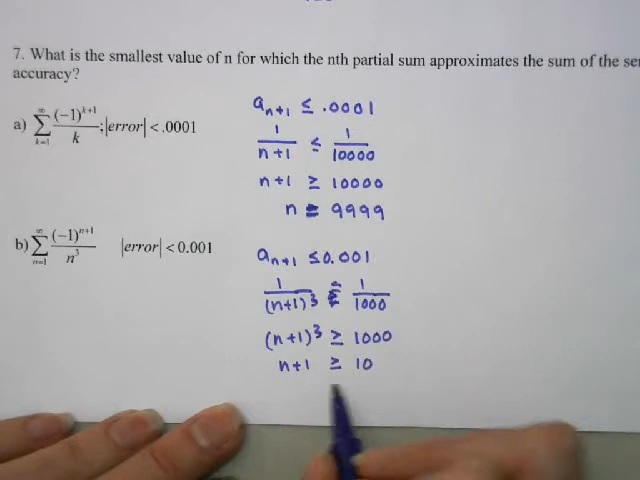 7. What is the smallest value of n for which the nth partial sum approximates the sum of the
accuracy?
a) ∞ ∑ k=1 (-1)^{k+1} / k ; |error| < .0001
a_{n+1} ≤ .0001
1/(n+1) ≤ 1/10000
n+1 ≥ 10000
n ≥ 9999
b) ∞ ∑ n=1 (-1)^{n+1} / n^3 |error| < 0.001
a_{n+1} ≤ 0.001
1/(n+1)^3 ≤ 1/1000
(n+1)^3 ≥ 1000
n+1 ≥ 10